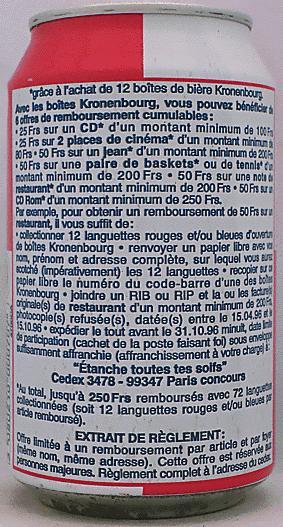 *grâce à l'achat de 12 boîtes de bière Kronenbourg.
Avec les boîtes Kronenbourg, vous pouvez bénéficier de
6 offres de remboursement cumulables :
• 25 Frs sur un CD* d'un montant minimum de 100 Frs
• 25 Frs sur 2 places de cinéma* d'un montant minimum de
80 Frs • 50 Frs sur un jean* d'un montant minimum de 200 Frs
• 50 Frs sur une paire de baskets* ou de tennis* d'un
montant minimum de 200 Frs • 50 Frs sur une note de
restaurant* d'un montant minimum de 200 Frs • 50 Frs sur un
CD Rom* d'un montant minimum de 250 Frs.
Par exemple, pour obtenir un remboursement de 50 Frs sur un
restaurant, il vous suffit de :
• collectionner 12 languettes rouges et/ou bleues d'ouverture
de boîtes Kronenbourg • renvoyer un papier libre avec vos
nom, prénom et adresse complète, sur lequel vous aurez
scotché (impérativement) les 12 languettes • recopier sur ce
papier libre le numéro du code-barre d'une des boîtes
Kronenbourg • joindre un RIB ou RIP et la ou les factures
originale(s) de restaurant d'un montant minimum de 200 Frs,
photocopie(s) refusée(s), datée(s) entre le 15.04.96 et le
15.10.96 • expédier le tout avant le 31.10.96 minuit, date limite
de participation (cachet de la poste faisant foi) sous enveloppe
suffisamment affranchie (affranchissement à votre charge) à :
"Étanche toutes tes soifs"
Cedex 3478 - 99347 Paris concours
*Au total, jusqu'à 250 Frs remboursés avec 72 languettes
collectionnées (soit 12 languettes rouges et/ou bleues par
article remboursé).
EXTRAIT DE RÈGLEMENT :
Offre limitée à un remboursement par article et par foyer
(même nom, même adresse). Cette offre est réservée aux
personnes majeures. Règlement complet à l'adresse du cedex.